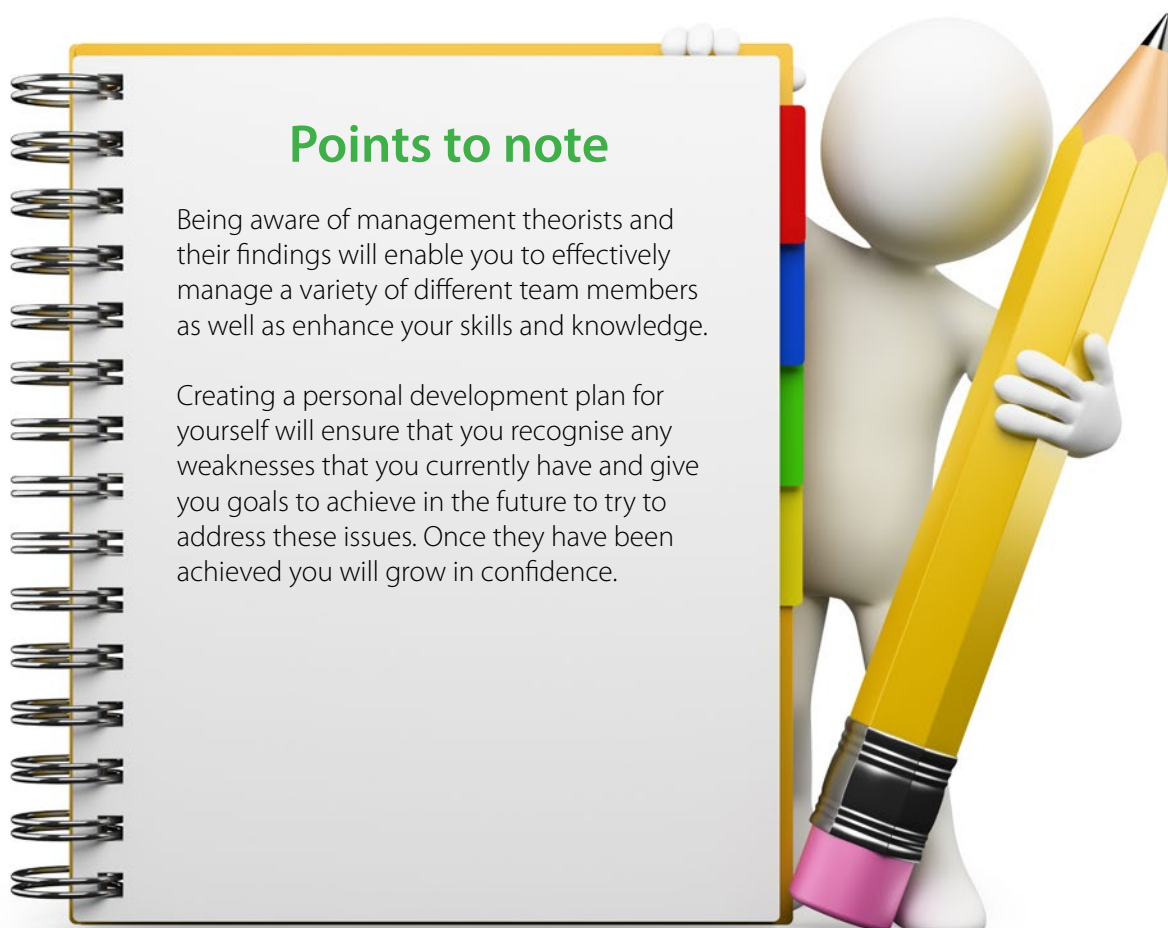 Points to note
Being aware of management theorists and
their findings will enable you to effectively
manage a variety of different team members
as well as enhance your skills and knowledge.
Creating a personal development plan for
yourself will ensure that you recognise any
weaknesses that you currently have and give
you goals to achieve in the future to try to
address these issues. Once they have been
achieved you will grow in confidence.